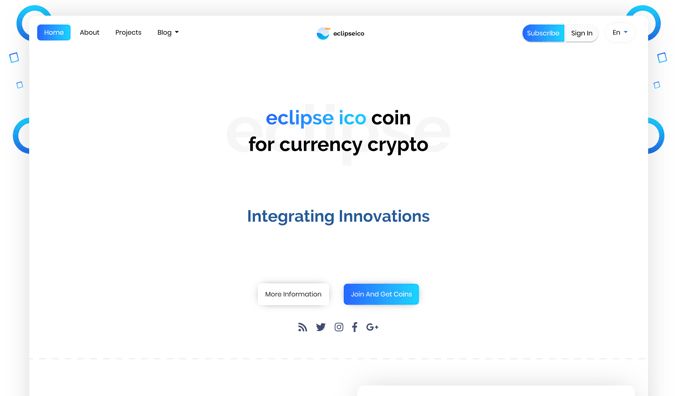 Home About Projects Blog eclipseico Subscribe Sign In En
eclipse
eclipse ico coin
for currency crypto
Integrating Innovations
More Information Join And Get Coins